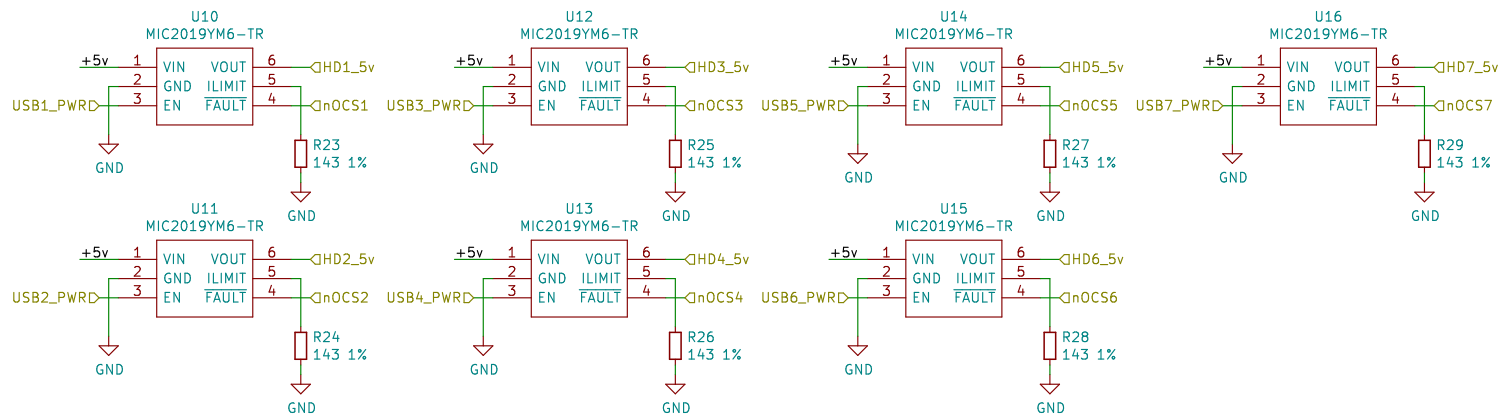 U10
MIC2019YM6-TR
+5v 1 VIN VOUT 6 HD1_5v
2 GND ILIMIT 5
USB1_PWR 3 EN FAULT 4 nOCS1
R23
143 1%
GND
GND
U12
MIC2019YM6-TR
+5v 1 VIN VOUT 6 HD3_5v
2 GND ILIMIT 5
USB3_PWR 3 EN FAULT 4 nOCS3
R25
143 1%
GND
GND
U14
MIC2019YM6-TR
+5v 1 VIN VOUT 6 HD5_5v
2 GND ILIMIT 5
USB5_PWR 3 EN FAULT 4 nOCS5
R27
143 1%
GND
GND
U16
MIC2019YM6-TR
+5v 1 VIN VOUT 6 HD7_5v
2 GND ILIMIT 5
USB7_PWR 3 EN FAULT 4 nOCS7
R29
143 1%
GND
GND
U11
MIC2019YM6-TR
+5v 1 VIN VOUT 6 HD2_5v
2 GND ILIMIT 5
USB2_PWR 3 EN FAULT 4 nOCS2
R24
143 1%
GND
GND
U13
MIC2019YM6-TR
+5v 1 VIN VOUT 6 HD4_5v
2 GND ILIMIT 5
USB4_PWR 3 EN FAULT 4 nOCS4
R26
143 1%
GND
GND
U15
MIC2019YM6-TR
+5v 1 VIN VOUT 6 HD6_5v
2 GND ILIMIT 5
USB6_PWR 3 EN FAULT 4 nOCS6
R28
143 1%
GND
GND